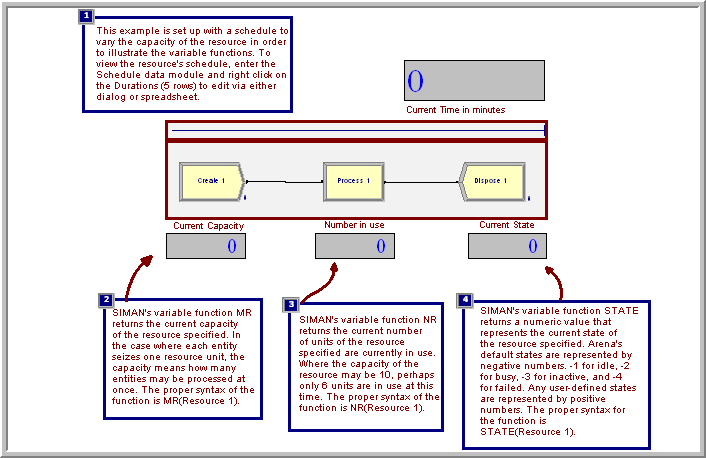 1
This example is set up with a schedule to
vary the capacity of the resource in order
to illustrate the variable functions. To
view the resource's schedule, enter the
Schedule data module and right click on
the Durations (5 rows) to edit via either
dialog or spreadsheet.
0
Current Time in minutes
Create 1
Process 1
Dispose 1
Current Capacity
Number in use
Current State
0
0
0
2
SIMAN's variable function MR
returns the current capacity
of the resource specified. In
the case where each entity
seizes one resource unit, the
capacity means how many
entities may be processed at
once. The proper syntax of the
function is MR(Resource 1).
3
SIMAN's variable function NR
returns the current number
of units of the resource
specified are currently in use.
Where the capacity of the
resource may be 10, perhaps
only 6 units are in use at this
time. The proper syntax of the
function is NR(Resource 1).
4
SIMAN's variable function STATE
returns a numeric value that
represents the current state of
the resource specified. Arena's
default states are represented by
negative numbers. -1 for idle, -2
for busy, -3 for inactive, and -4
for failed. Any user-defined states
are represented by positive
numbers. The proper syntax for
the function is
STATE(Resource 1).